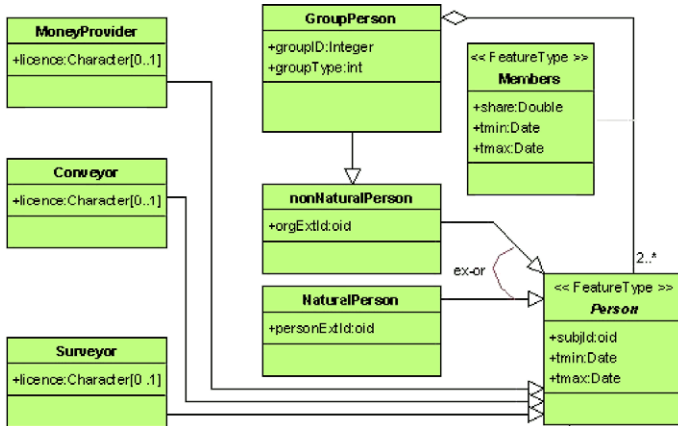 MoneyProvider
+licence:Character[0..1]
GroupPerson
+groupID:Integer
+groupType:int
<< FeatureType >>
Members
+share:Double
+tmin:Date
+tmax:Date
Conveyor
+licence:Character[0..1]
nonNaturalPerson
+orgExtId:oid
ex-or
2..*
NaturalPerson
+personExtId:oid
<< FeatureType >>
Person
+subjId:oid
+tmin:Date
+tmax:Date
Surveyor
+licence:Character[0 .1]